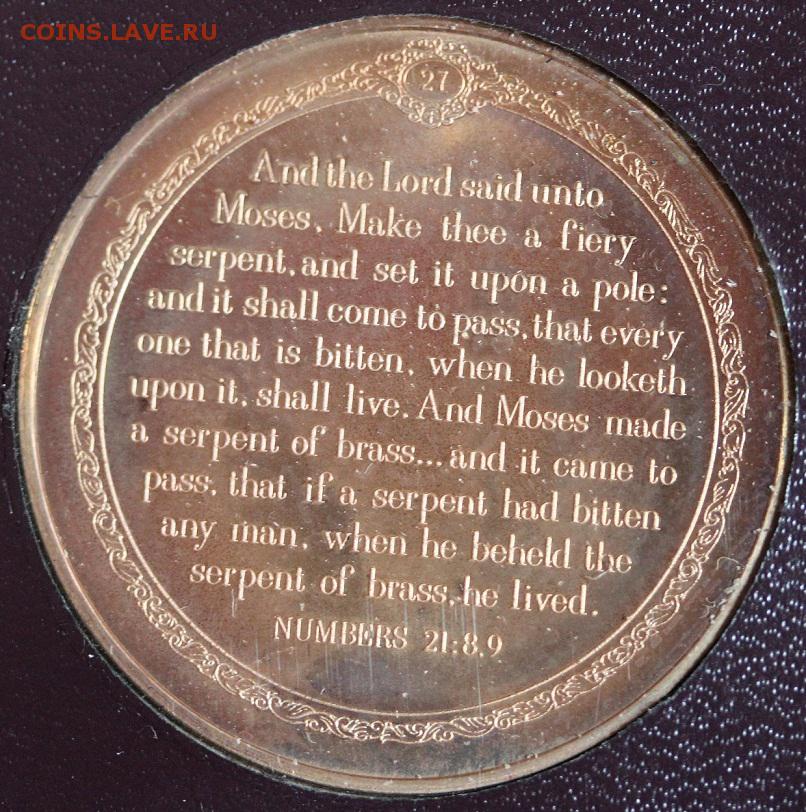 COINS.LAVE.RU
27
And the Lord said unto
Moses, Make thee a fiery
serpent, and set it upon a pole:
and it shall come to pass, that every
one that is bitten, when he looketh
upon it, shall live. And Moses made
a serpent of brass...and it came to
pass, that if a serpent had bitten
any man, when he beheld the
serpent of brass, he lived.
NUMBERS 21:8,9